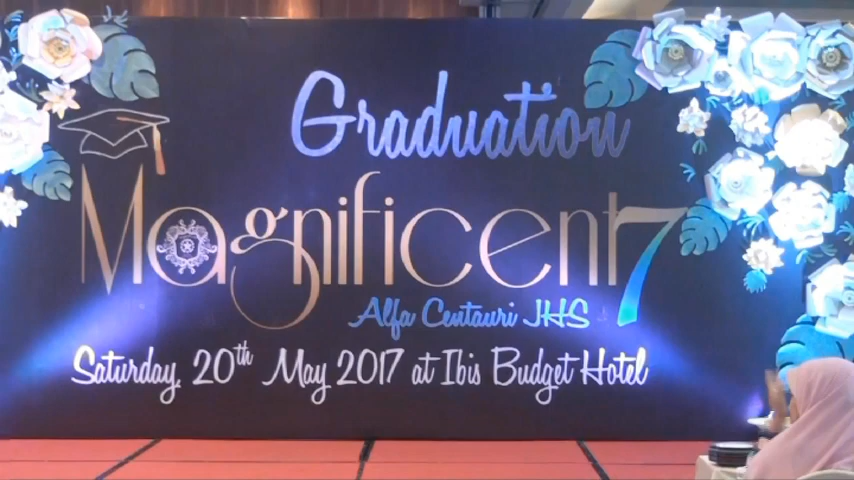 Graduation
Magnificent7
Alfa Centauri JHS
Saturday, 20th May 2017 at Ibis Budget Hotel